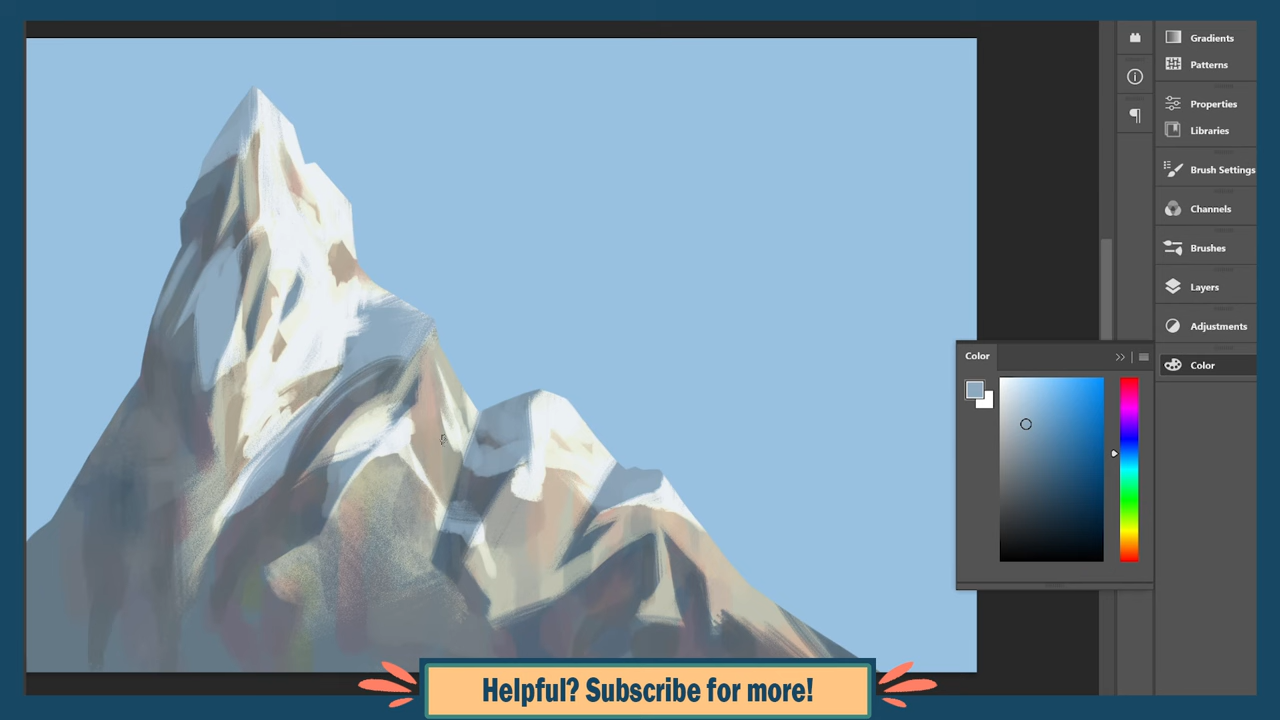 Gradients
Patterns
Properties
Libraries
Brush Settings
Channels
Brushes
Layers
Adjustments
Color
Color
Helpful? Subscribe for more!